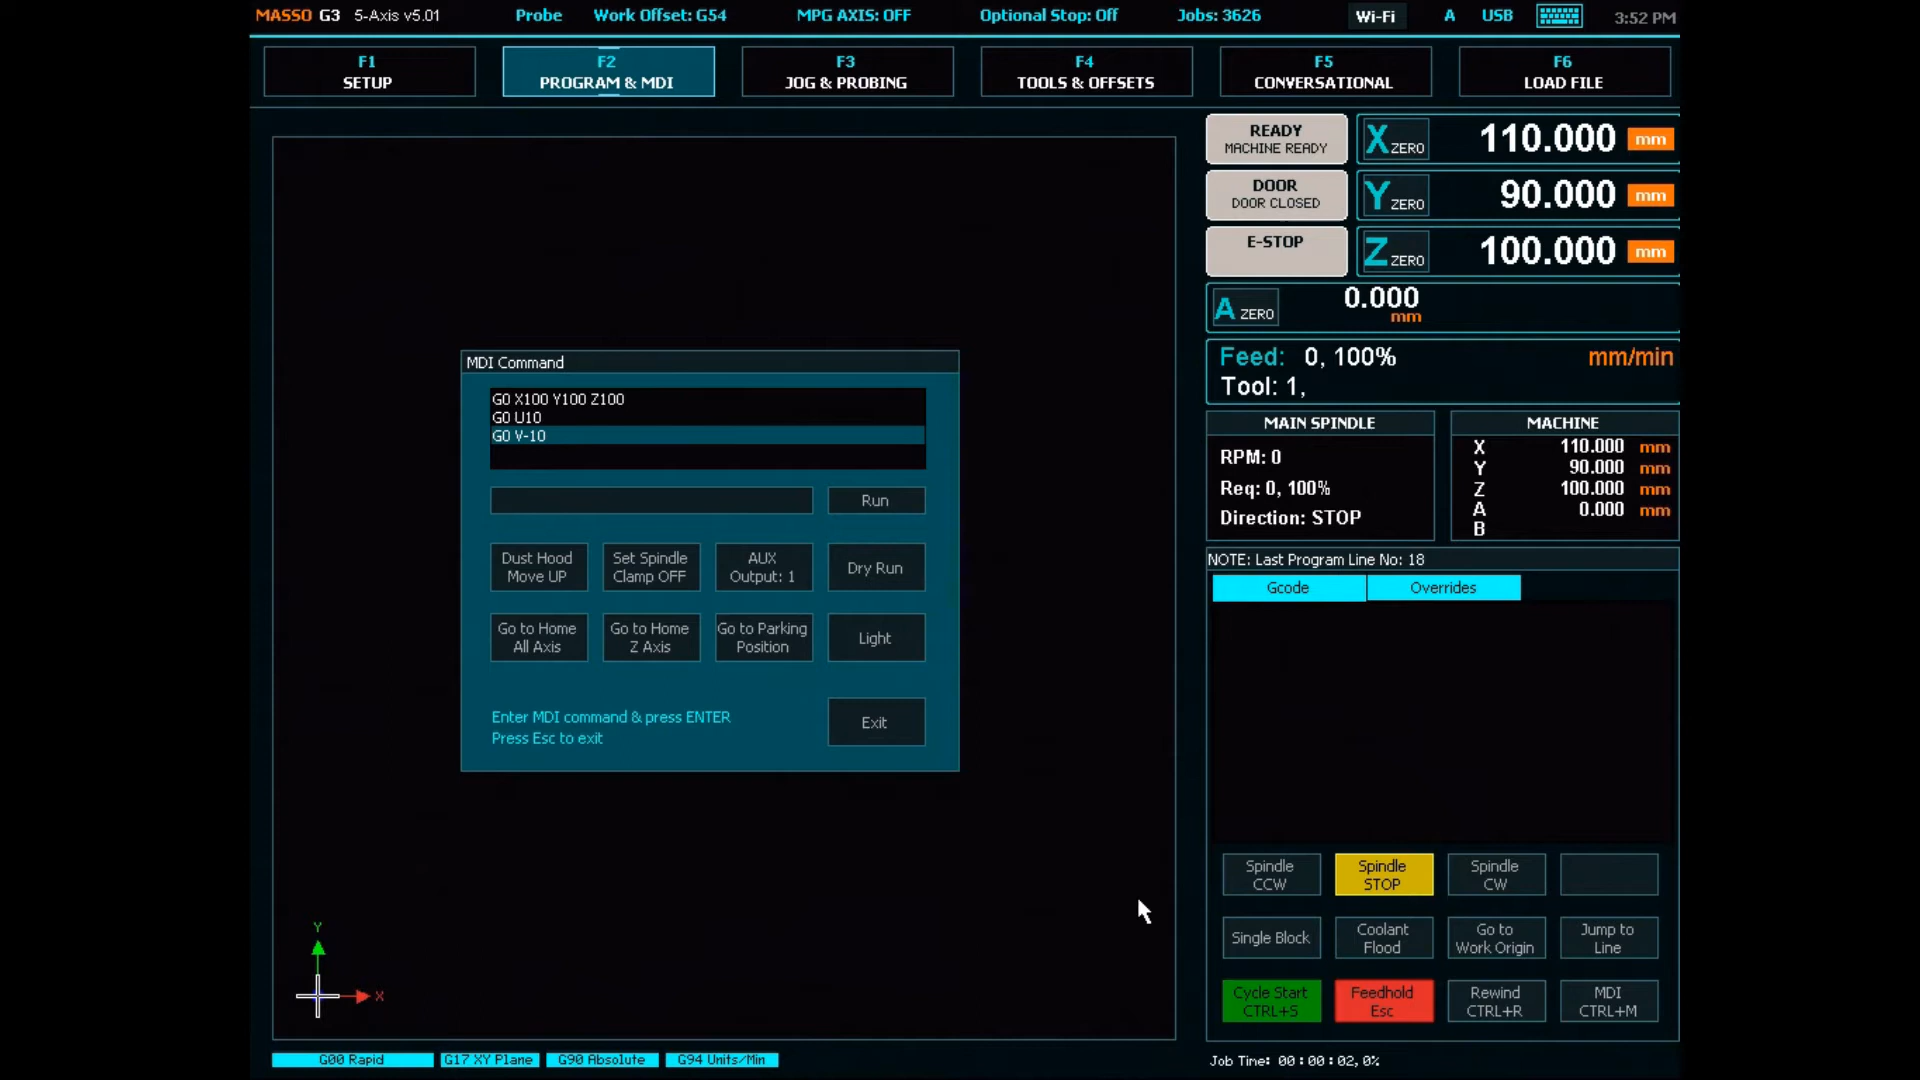 MASSO G3 5-Axis v5.01 Probe Work Offset: G54 MPG AXIS: OFF Optional Stop: Off Jobs: 3626 Wi-Fi A USB 3:52 PM
F1 SETUP
F2 PROGRAM & MDI
F3 JOG & PROBING
F4 TOOLS & OFFSETS
F5 CONVERSATIONAL
F6 LOAD FILE
READY
MACHINE READY
X ZERO 110.000 mm
DOOR
DOOR CLOSED
Y ZERO 90.000 mm
E-STOP
Z ZERO 100.000 mm
A ZERO 0.000 mm
Feed: 0, 100% mm/min
Tool: 1,
MAIN SPINDLE
RPM: 0
Req: 0, 100%
Direction: STOP
MACHINE
X 110.000 mm
Y 90.000 mm
Z 100.000 mm
A 0.000 mm
B
MDI Command
G0 X100 Y100 Z100
G0 U10
G0 V-10
Run
Dust Hood
Move UP
Set Spindle
Clamp OFF
AUX
Output: 1
Dry Run
Go to Home
All Axis
Go to Home
Z Axis
Go to Parking
Position
Light
Enter MDI command & press ENTER
Press Esc to exit
Exit
NOTE: Last Program Line No: 18
Gcode Overrides
Spindle
CCW
Spindle
STOP
Spindle
CW
Single Block
Coolant
Flood
Go to
Work Origin
Jump to
Line
Cycle Start
CTRL+S
Feedhold
Esc
Rewind
CTRL+R
MDI
CTRL+M
Y
X
G00 Rapid G17 XY Plane G90 Absolute G94 Units/Min
Job Time: 00:00:02, 0%